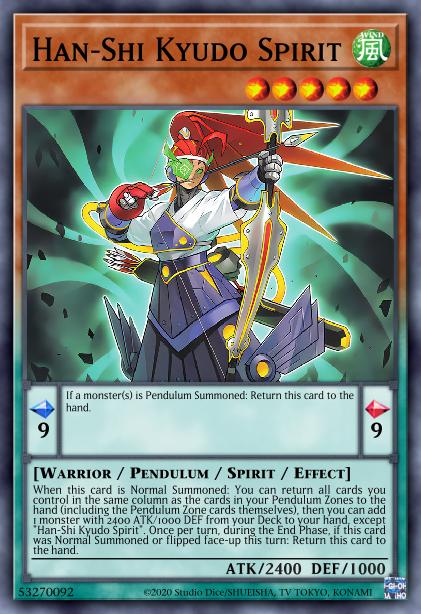 Han-Shi Kyudo Spirit
WIND
風
If a monster(s) is Pendulum Summoned: Return this card to the
hand.
9
9
[Warrior / Pendulum / Spirit / Effect]
When this card is Normal Summoned: You can return all cards you
control in the same column as the cards in your Pendulum Zones to the
hand (including the Pendulum Zone cards themselves), then you can add
1 monster with 2400 ATK/1000 DEF from your Deck to your hand, except
"Han-Shi Kyudo Spirit". Once per turn, during the End Phase, if this card
was Normal Summoned or flipped face-up this turn: Return this card to
the hand.
ATK/2400 DEF/1000
53270092
©2020 Studio Dice/SHUEISHA, TV TOKYO, KONAMI